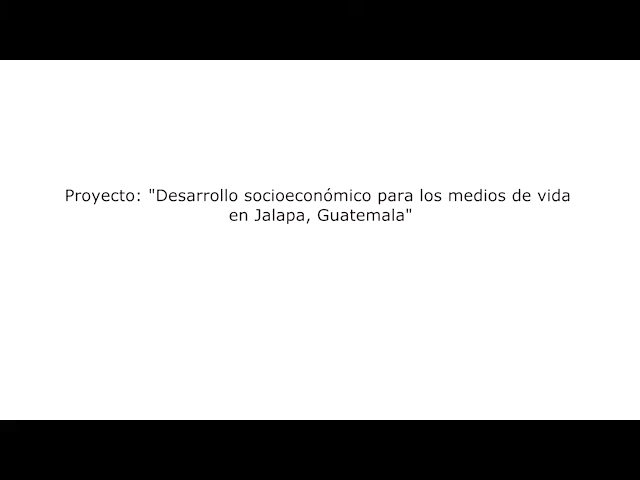 Proyecto: "Desarrollo socioeconómico para los medios de vida
en Jalapa, Guatemala"